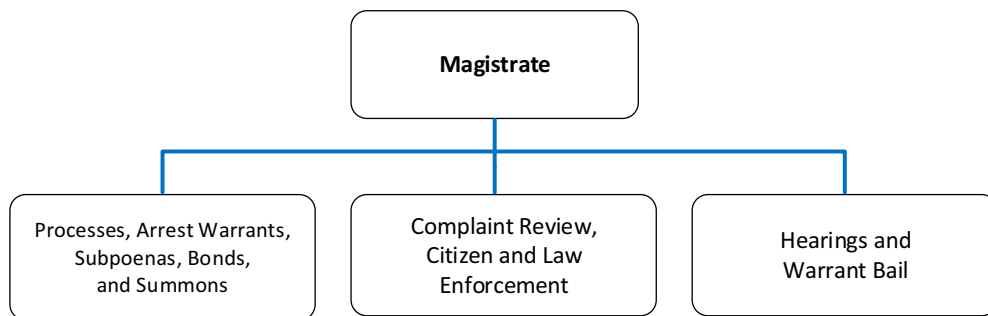 Magistrate
Processes, Arrest Warrants,
Subpoenas, Bonds,
and Summons
Complaint Review,
Citizen and Law
Enforcement
Hearings and
Warrant Bail